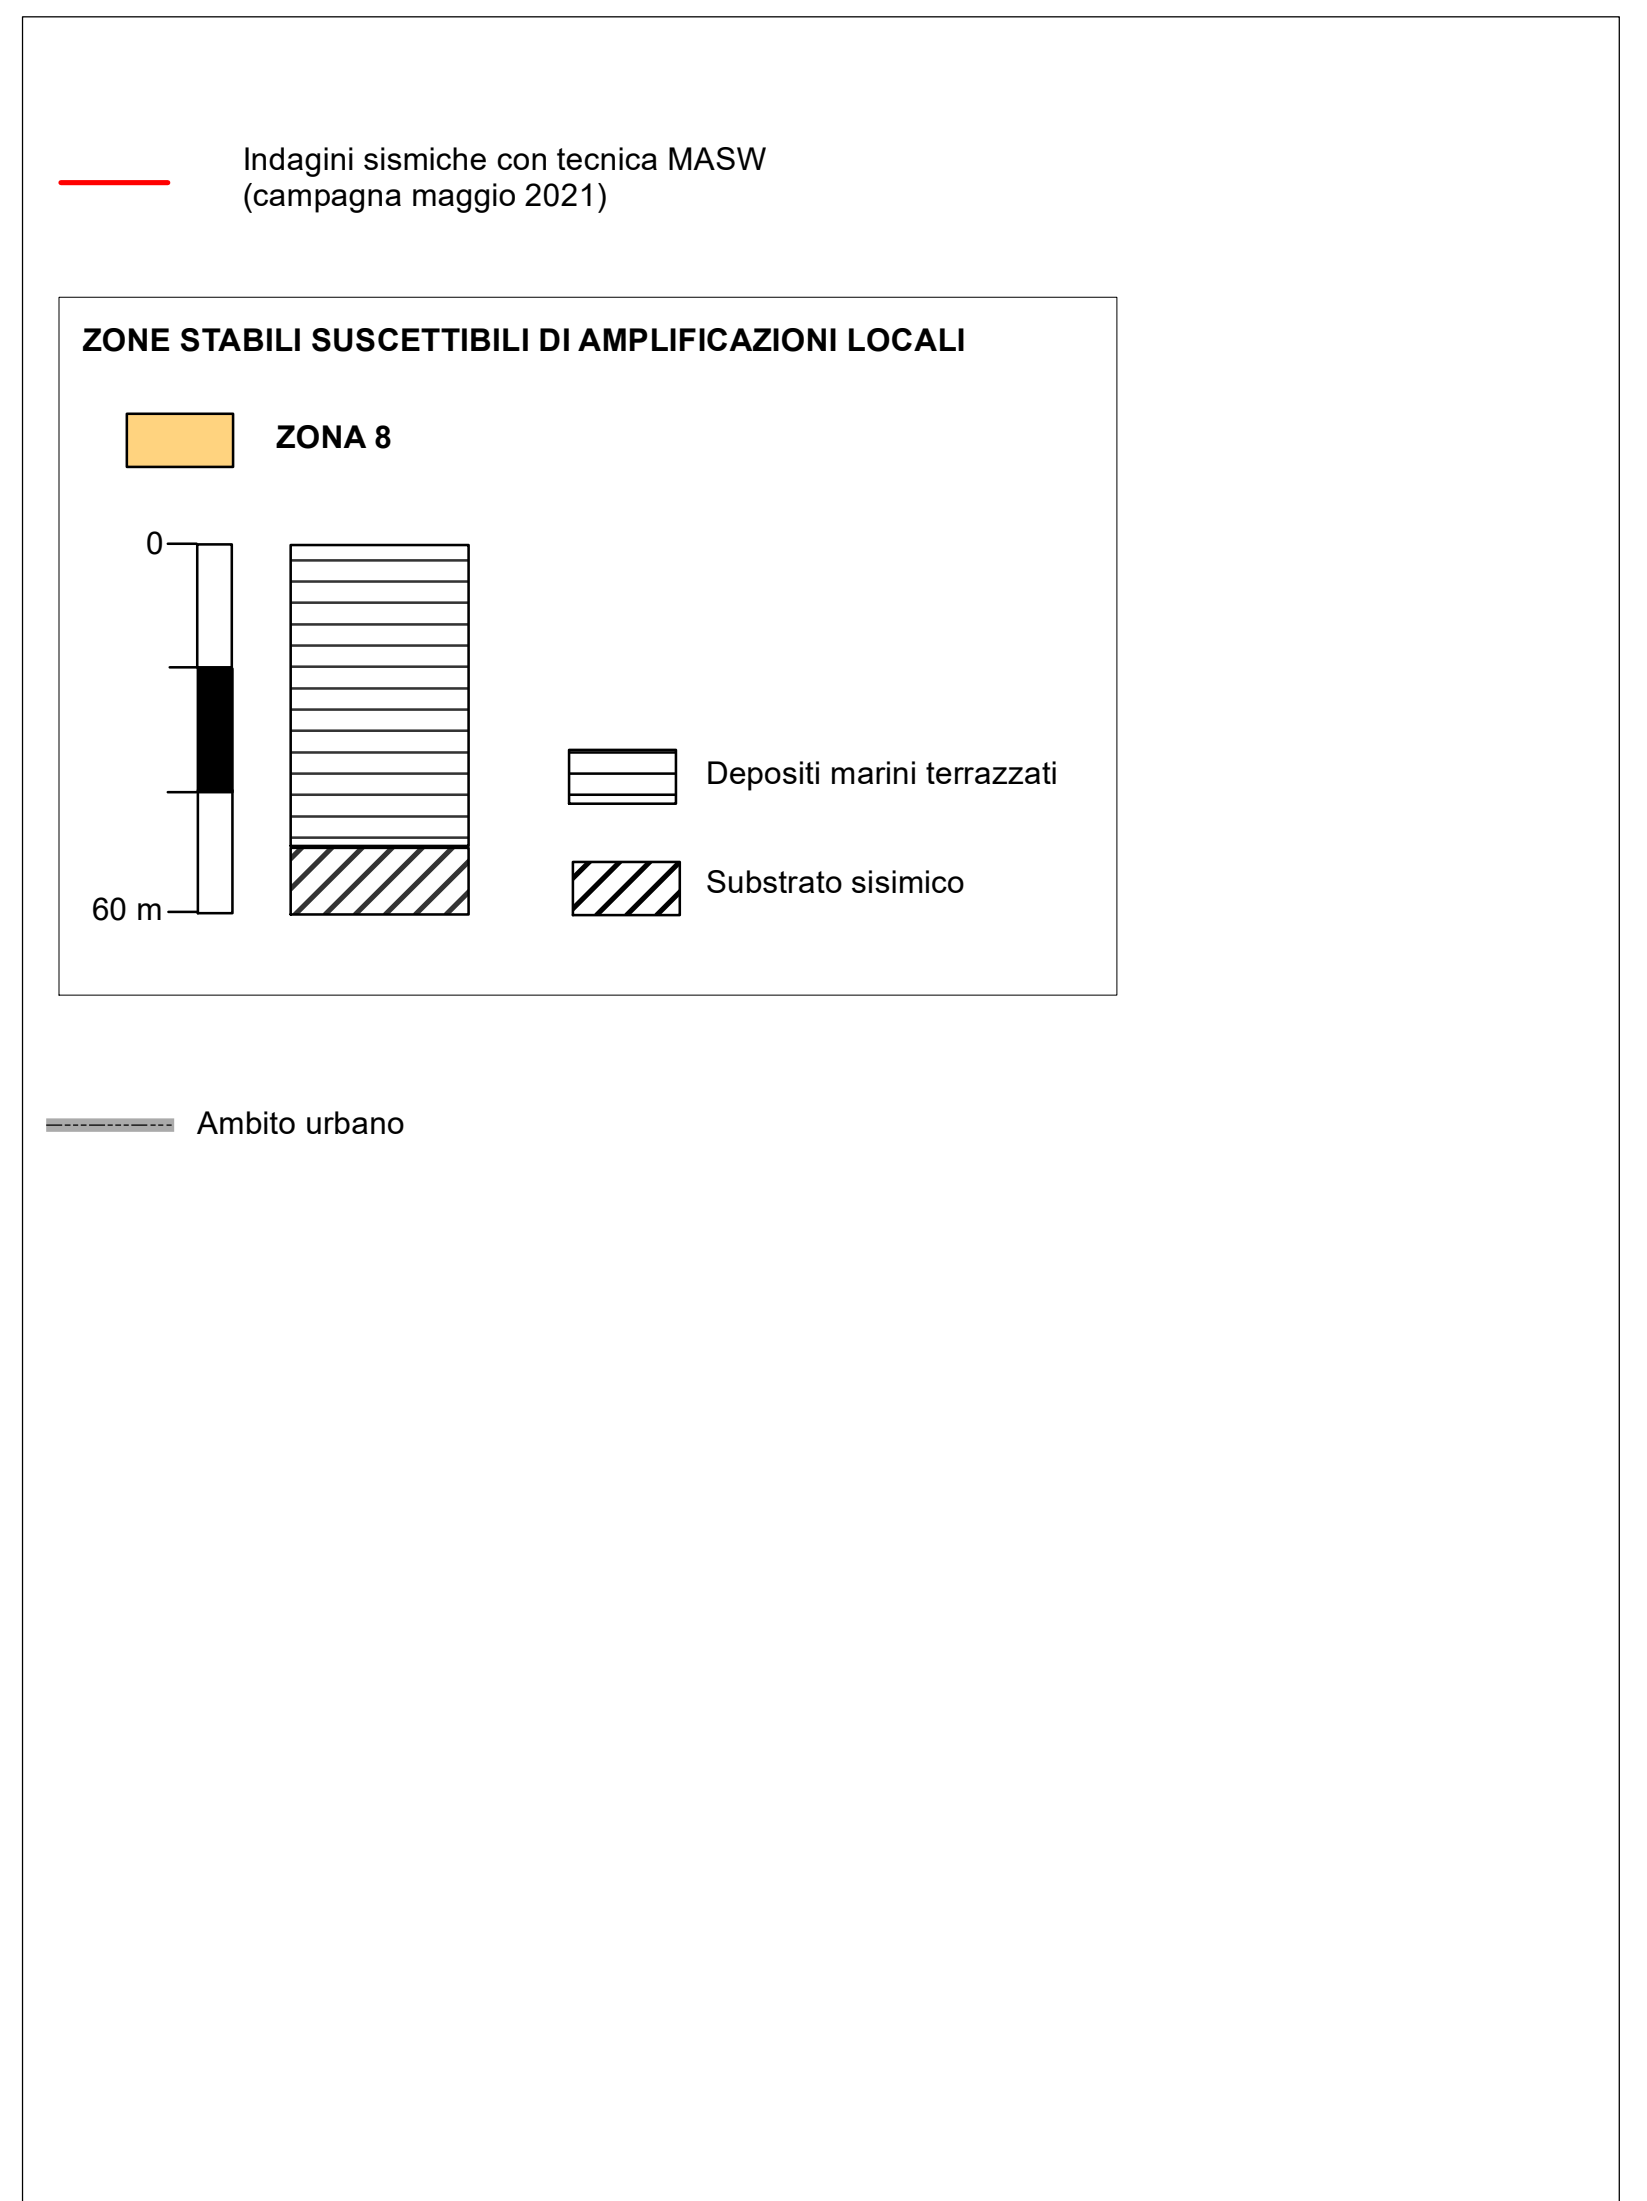 Indagini sismiche con tecnica MASW
(campagna maggio 2021)
ZONE STABILI SUSCETTIBILI DI AMPLIFICAZIONI LOCALI
ZONA 8
0
Depositi marini terrazzati
Substrato sisimico
60 m
Ambito urbano